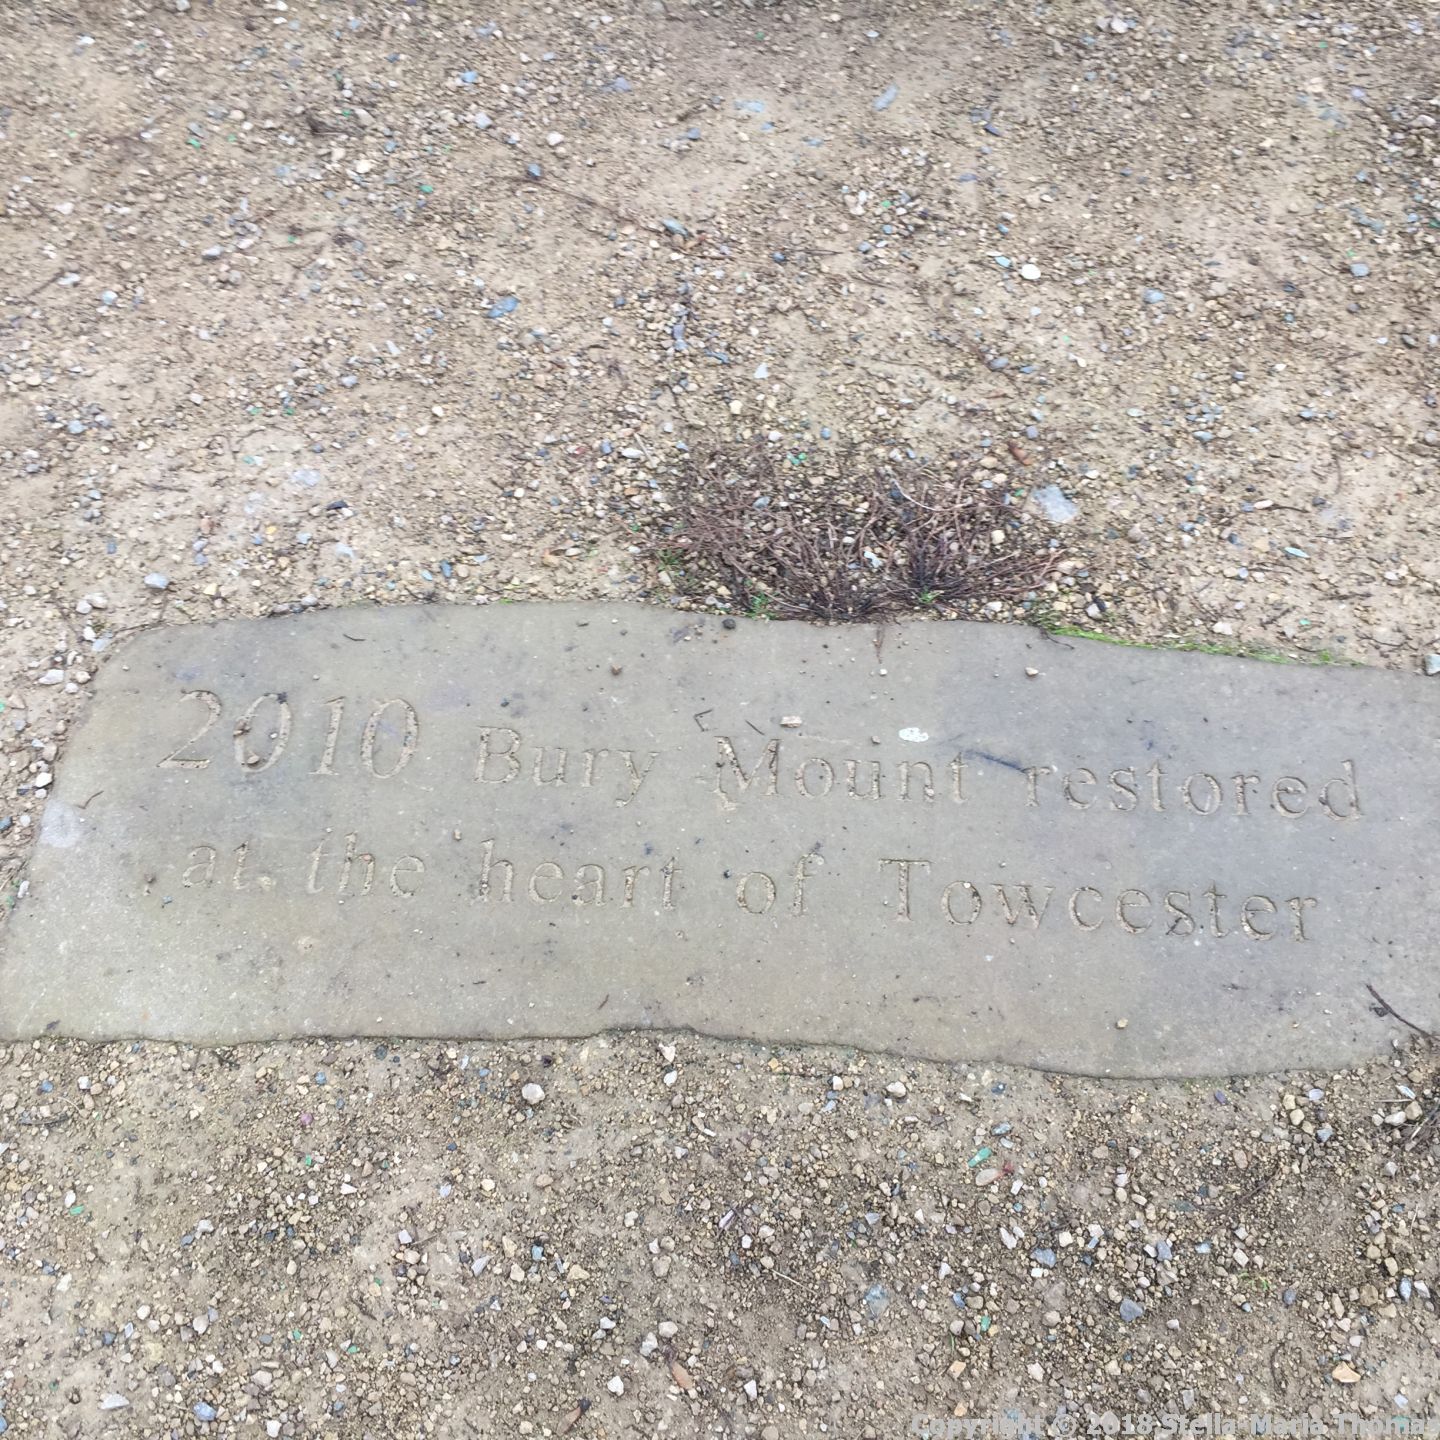 2010 Bury Mount restored
at the heart of Towcester
Copyright © 2018 Stella Maria Thomas